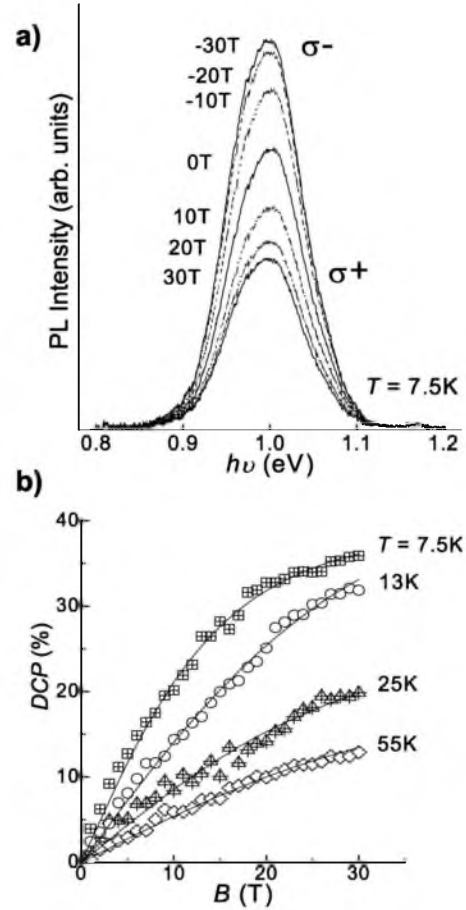 a)
-30T
-20T
-10T
0T
10T
20T
30T
σ-
σ+
T = 7.5K
PL Intensity (arb. units)
0.8 0.9 1.0 1.1 1.2
hυ (eV)
b)
40
30
20
10
0
DCP (%)
T = 7.5K
13K
25K
55K
0 10 20 30
B (T)